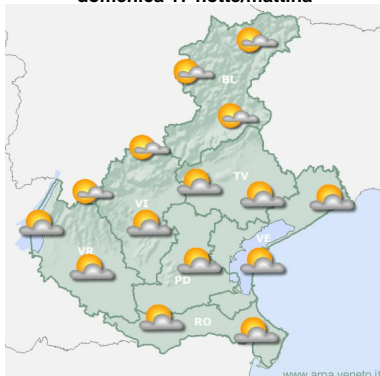 domenica 17 notte/mattina
BL
TV
VI
VE
VR
PD
RO
www.arpa.veneto.it